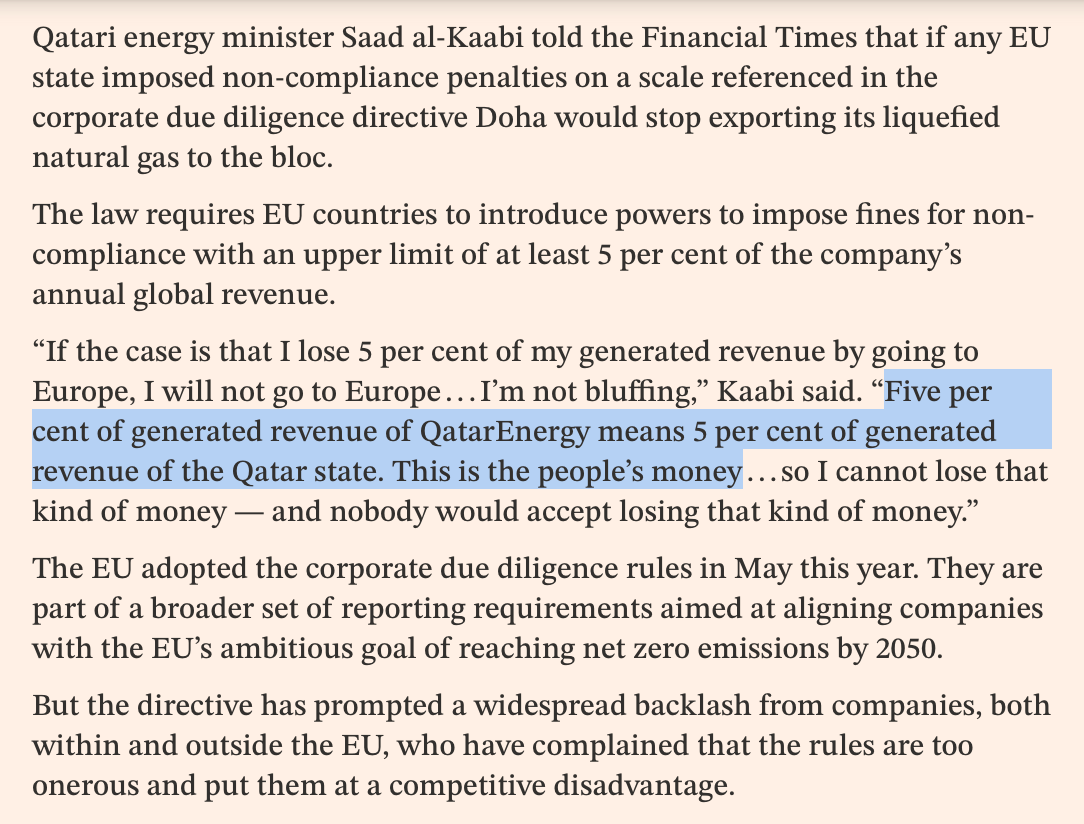 Qatari energy minister Saad al-Kaabi told the Financial Times that if any EU
state imposed non-compliance penalties on a scale referenced in the
corporate due diligence directive Doha would stop exporting its liquefied
natural gas to the bloc.
The law requires EU countries to introduce powers to impose fines for non-
compliance with an upper limit of at least 5 per cent of the company’s
annual global revenue.
“If the case is that I lose 5 per cent of my generated revenue by going to
Europe, I will not go to Europe…I’m not bluffing,” Kaabi said. “Five per
cent of generated revenue of QatarEnergy means 5 per cent of generated
revenue of the Qatar state. This is the people’s money…so I cannot lose that
kind of money — and nobody would accept losing that kind of money.”
The EU adopted the corporate due diligence rules in May this year. They are
part of a broader set of reporting requirements aimed at aligning companies
with the EU’s ambitious goal of reaching net zero emissions by 2050.
But the directive has prompted a widespread backlash from companies, both
within and outside the EU, who have complained that the rules are too
onerous and put them at a competitive disadvantage.